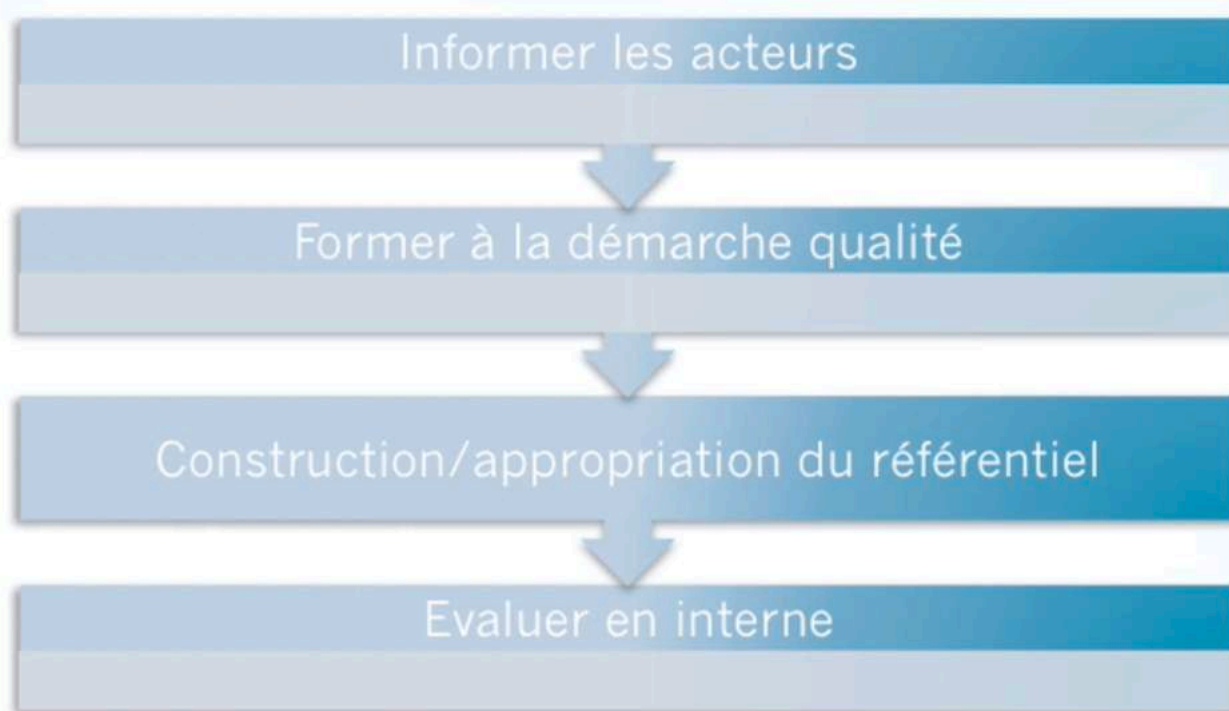 Informer les acteurs
Former à la démarche qualité
Construction/appropriation du référentiel
Evaluer en interne